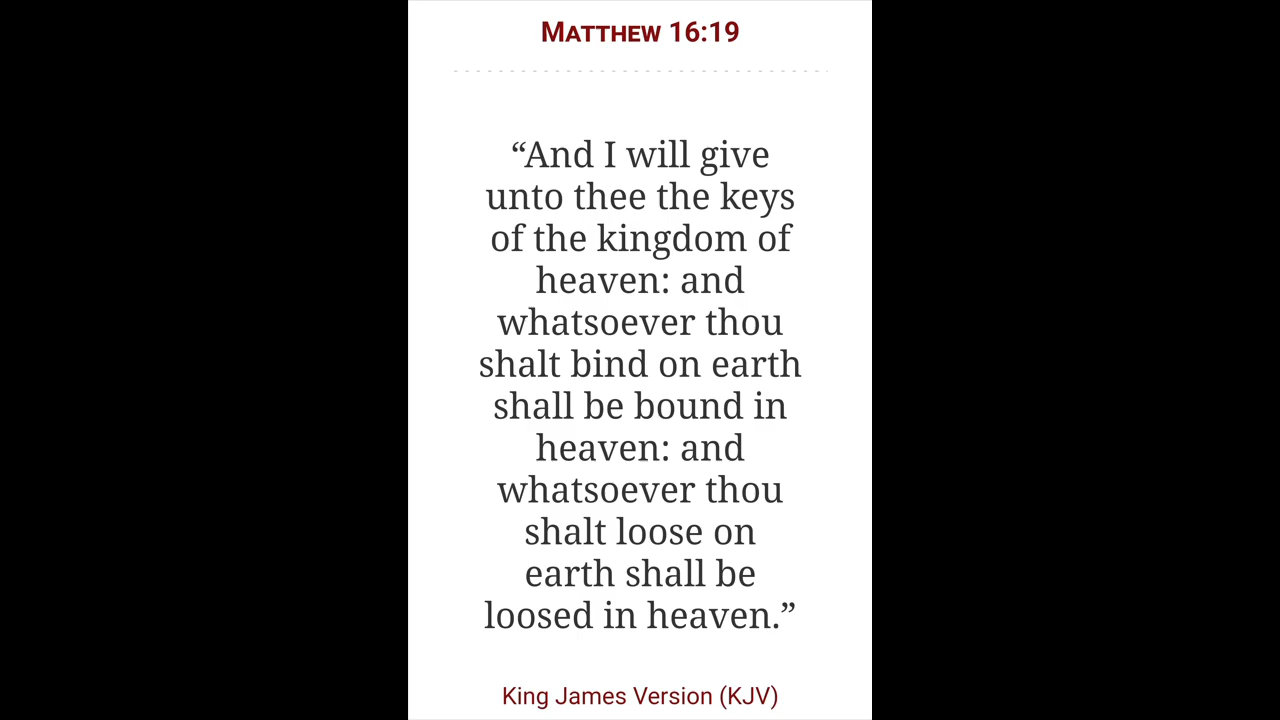 MATTHEW 16:19
“And I will give
unto thee the keys
of the kingdom of
heaven: and
whatsoever thou
shalt bind on earth
shall be bound in
heaven: and
whatsoever thou
shalt loose on
earth shall be
loosed in heaven.”
King James Version (KJV)